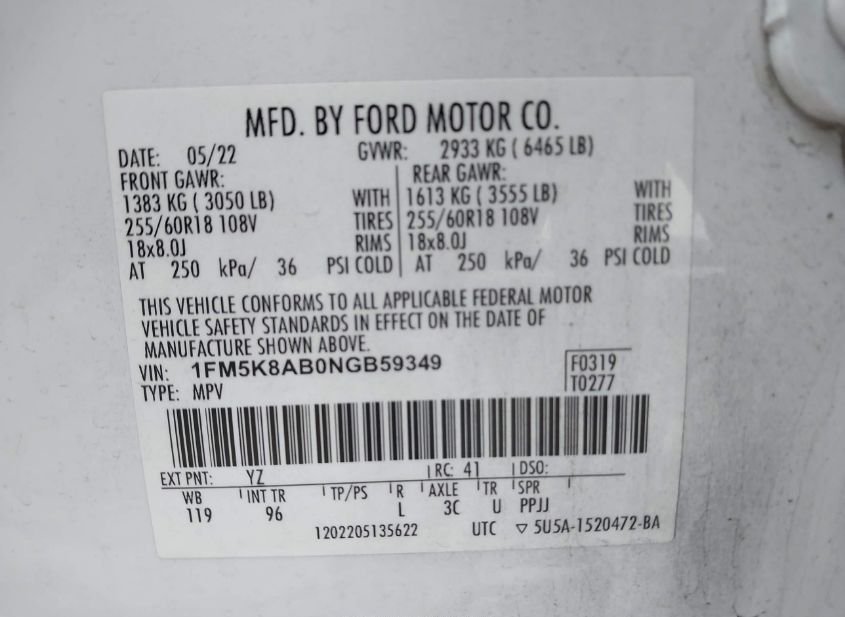 MFD. BY FORD MOTOR CO.
DATE: 05/22 GVWR: 2933 KG ( 6465 LB)
FRONT GAWR: REAR GAWR:
1383 KG ( 3050 LB) WITH 1613 KG ( 3555 LB) WITH
255/60R18 108V TIRES 255/60R18 108V TIRES
18x8.0J RIMS 18x8.0J RIMS
AT 250 kPa/ 36 PSI COLD AT 250 kPa/ 36 PSI COLD
THIS VEHICLE CONFORMS TO ALL APPLICABLE FEDERAL MOTOR
VEHICLE SAFETY STANDARDS IN EFFECT ON THE DATE OF
MANUFACTURE SHOWN ABOVE.
VIN: 1FM5K8AB0NGB59349 F0319
TYPE: MPV T0277
EXT PNT: YZ RC: 41 DSO:
WB INT TR TP/PS R AXLE TR SPR
119 96 L 3C U PPJJ
1202205135622 UTC ▽ 5U5A-1520472-BA